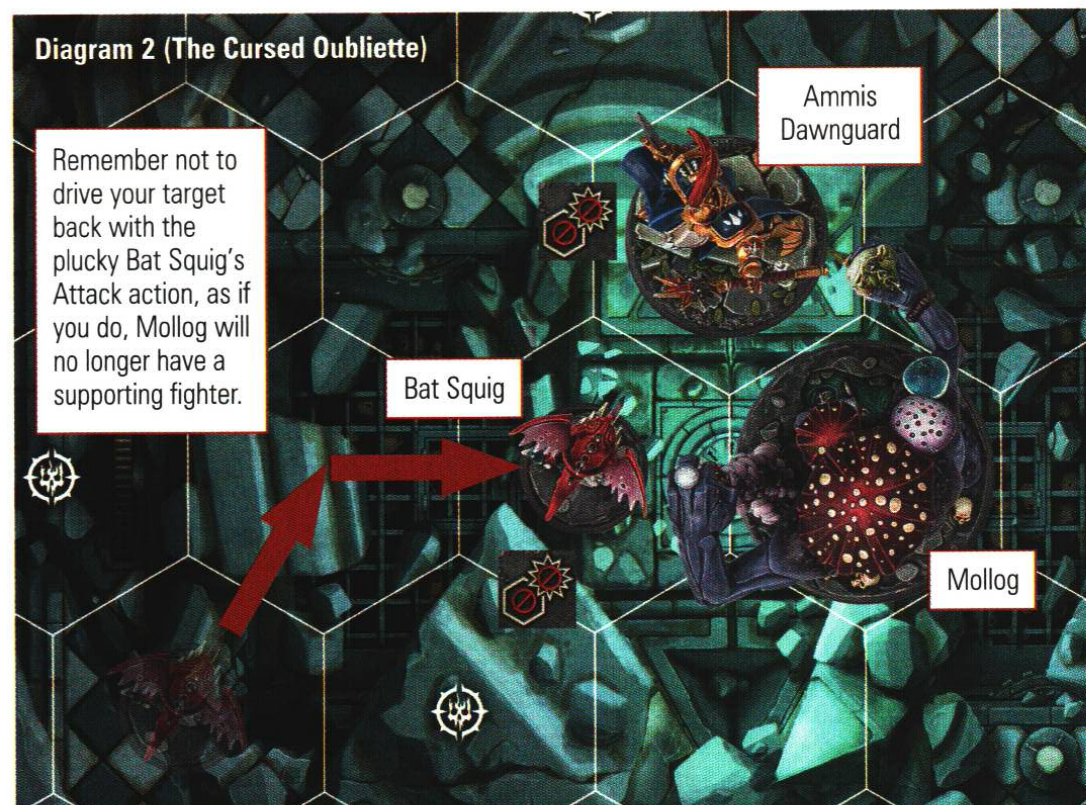 Diagram 2 (The Cursed Oubliette)
Remember not to
drive your target
back with the
plucky Bat Squig's
Attack action, as if
you do, Mollog will
no longer have a
supporting fighter.
Ammis
Dawnguard
Bat Squig
Mollog